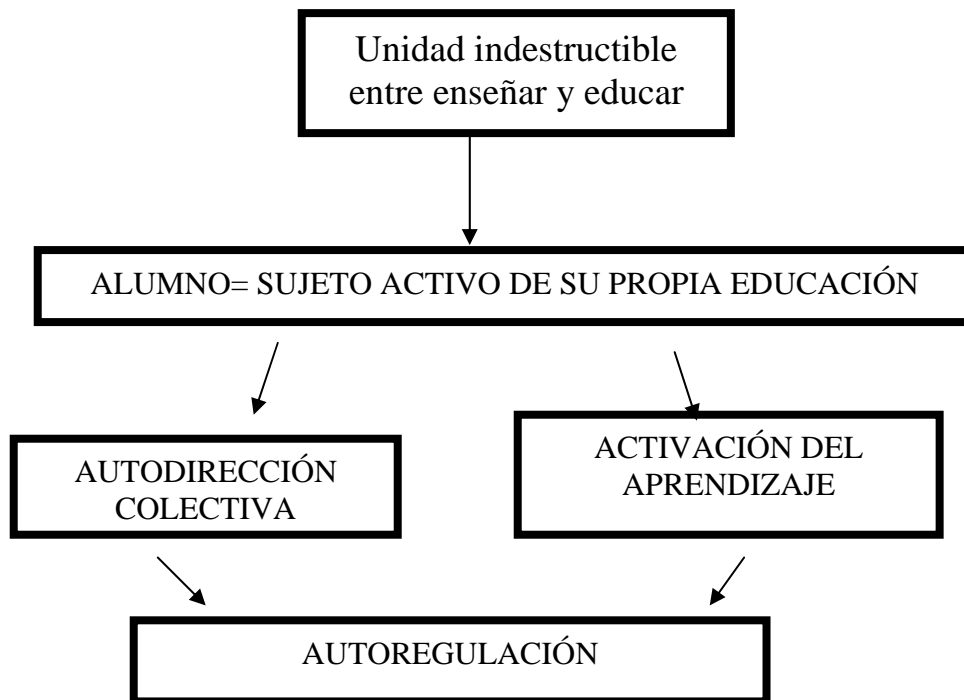 Unidad indestructible
entre enseñar y educar
ALUMNO= SUJETO ACTIVO DE SU PROPIA EDUCACIÓN
AUTODIRECCIÓN
COLECTIVA
ACTIVACIÓN DEL
APRENDIZAJE
AUTOREGULACIÓN